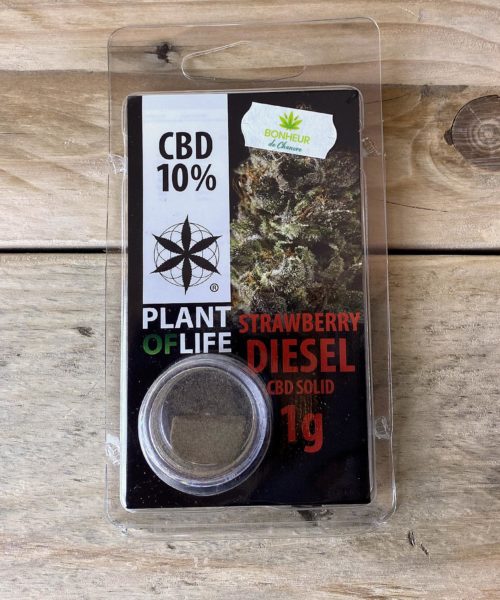 BONHEUR
de Chanvre
CBD
10%
®
PLANT
OFLIFE
STRAWBERRY
DIESEL
CBD SOLID
1g